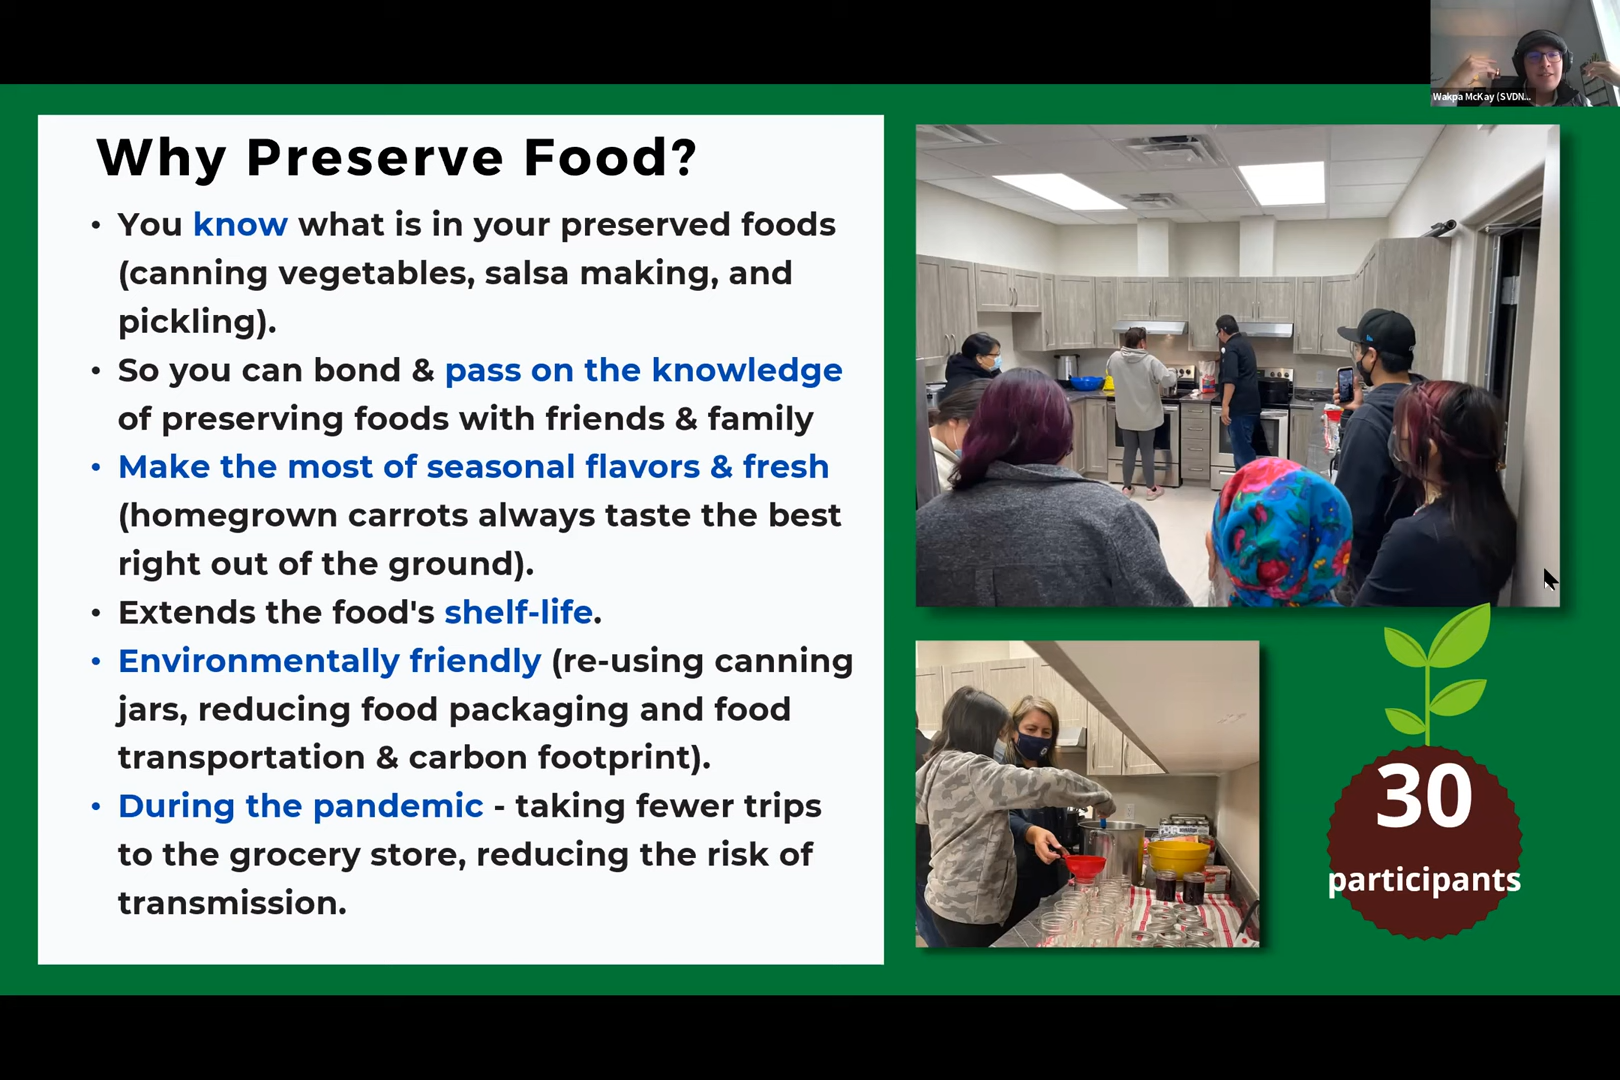 Wakpa McKay (SVDN...
Why Preserve Food?
• You know what is in your preserved foods
(canning vegetables, salsa making, and
pickling).
• So you can bond & pass on the knowledge
of preserving foods with friends & family
• Make the most of seasonal flavors & fresh
(homegrown carrots always taste the best
right out of the ground).
• Extends the food's shelf-life.
• Environmentally friendly (re-using canning
jars, reducing food packaging and food
transportation & carbon footprint).
• During the pandemic - taking fewer trips
to the grocery store, reducing the risk of
transmission.
30
participants